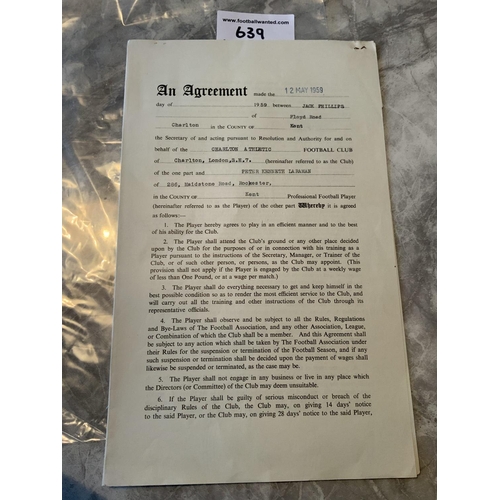 www.footballwanted.com
639
An Agreement made the 12 MAY 1959
day of 1959 between JACK PHILLIPS
of Floyd Road
Charlton in the COUNTY OF Kent
the Secretary of and acting pursuant to Resolution and Authority for and on
behalf of the CHARLTON ATHLETIC FOOTBALL CLUB
of Charlton, London,S.E.7. (hereinafter referred to as the Club)
of the one part and PETER KENNETH
of Maidstone Road, Rochester,
in the COUNTY OF Kent Professional Football Player
(hereinafter referred to as the Player) of the other part Whereby it is agreed
as follows:—
1. The Player hereby agrees to play in an efficient manner and to the best
of his ability for the Club.
2. The Player shall attend the Club's ground or any other place decided
upon by the Club for the purposes of or in connection with his training as a
Player pursuant to the instructions of the Secretary, Manager, or Trainer of the
Club, or of such other person, or persons, as the Club may appoint. (This
provision shall not apply if the Player is engaged by the Club at a weekly wage
of less than One Pound, or at a wage per match.)
3. The Player shall do everything necessary to get and keep himself in the
best possible condition so as to render the most efficient service to the Club, and
will carry out all the training and other instructions of the Club through its
representative officials.
4. The Player shall observe and be subject to all the Rules, Regulations
and Bye-Laws of The Football Association, and any other Association, League,
or Combination of which the Club shall be a member. And this Agreement shall
be subject to any action which shall be taken by The Football Association under
their Rules for the suspension or termination of the Football Season, and if any
such suspension or termination shall be decided upon the payment of wages shall
likewise be suspended or terminated, as the case may be.
5. The Player shall not engage in any business or live in any place which
the Directors (or Committee) of the Club may deem unsuitable.
6. If the Player shall be guilty of serious misconduct or breach of the
disciplinary Rules of the Club, the Club may, on giving 14 days' notice
to the said Player, or the Club may, on giving 28 days' notice to the said Player,